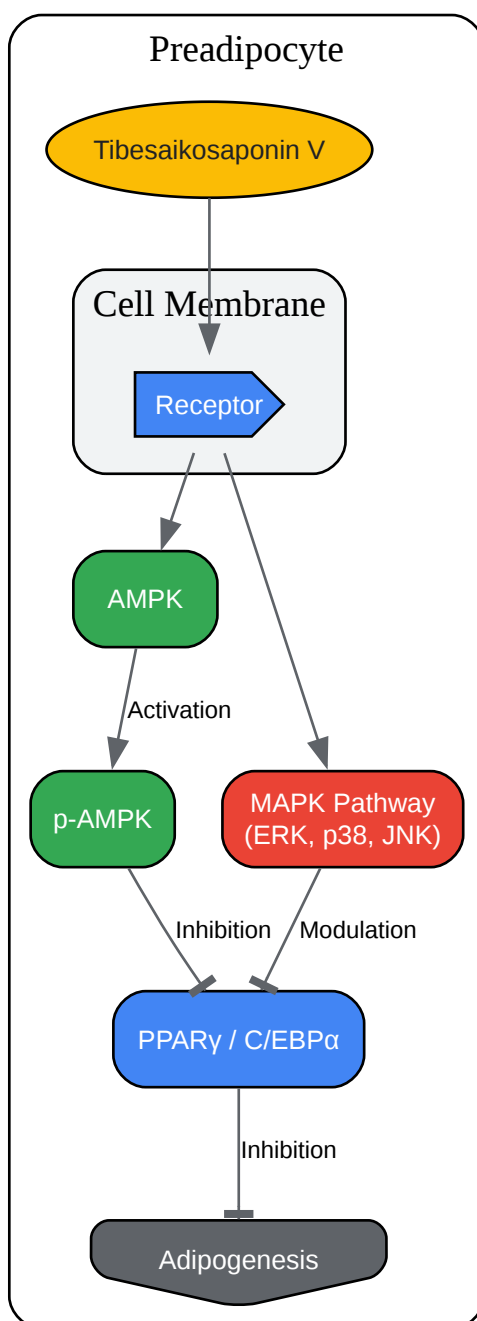 Preadipocyte
Tibesaikosaponin V
Cell Membrane
Receptor
AMPK
Activation
p-AMPK
MAPK Pathway
(ERK, p38, JNK)
Inhibition
Modulation
PPARγ / C/EBPα
Inhibition
Adipogenesis